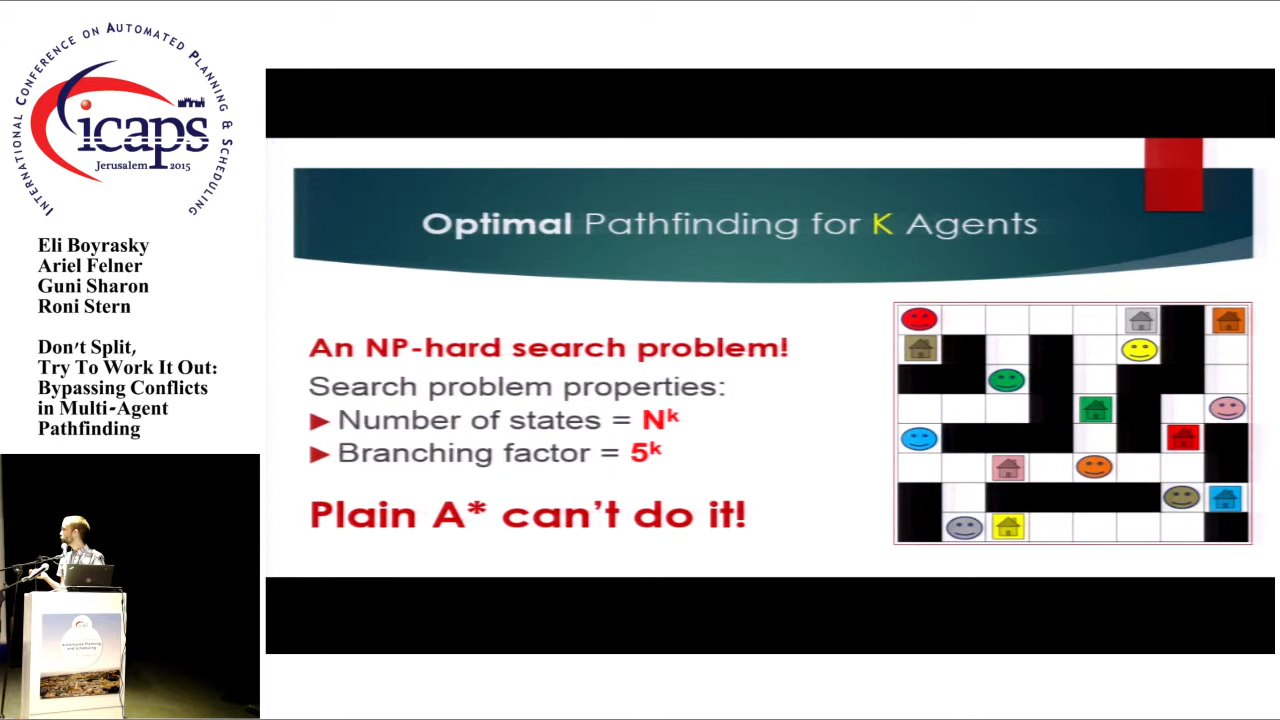 INTERNATIONAL CONFERENCE ON AUTOMATED PLANNING & SCHEDULING
icaps
Jerusalem 2015
Eli Boyrasky
Ariel Felner
Guni Sharon
Roni Stern
Don't Split,
Try To Work It Out:
Bypassing Conflicts
in Multi-Agent
Pathfinding
Optimal Pathfinding for K Agents
An NP-hard search problem!
Search problem properties:
▶ Number of states = Nᵏ
▶ Branching factor = 5ᵏ
Plain A* can't do it!